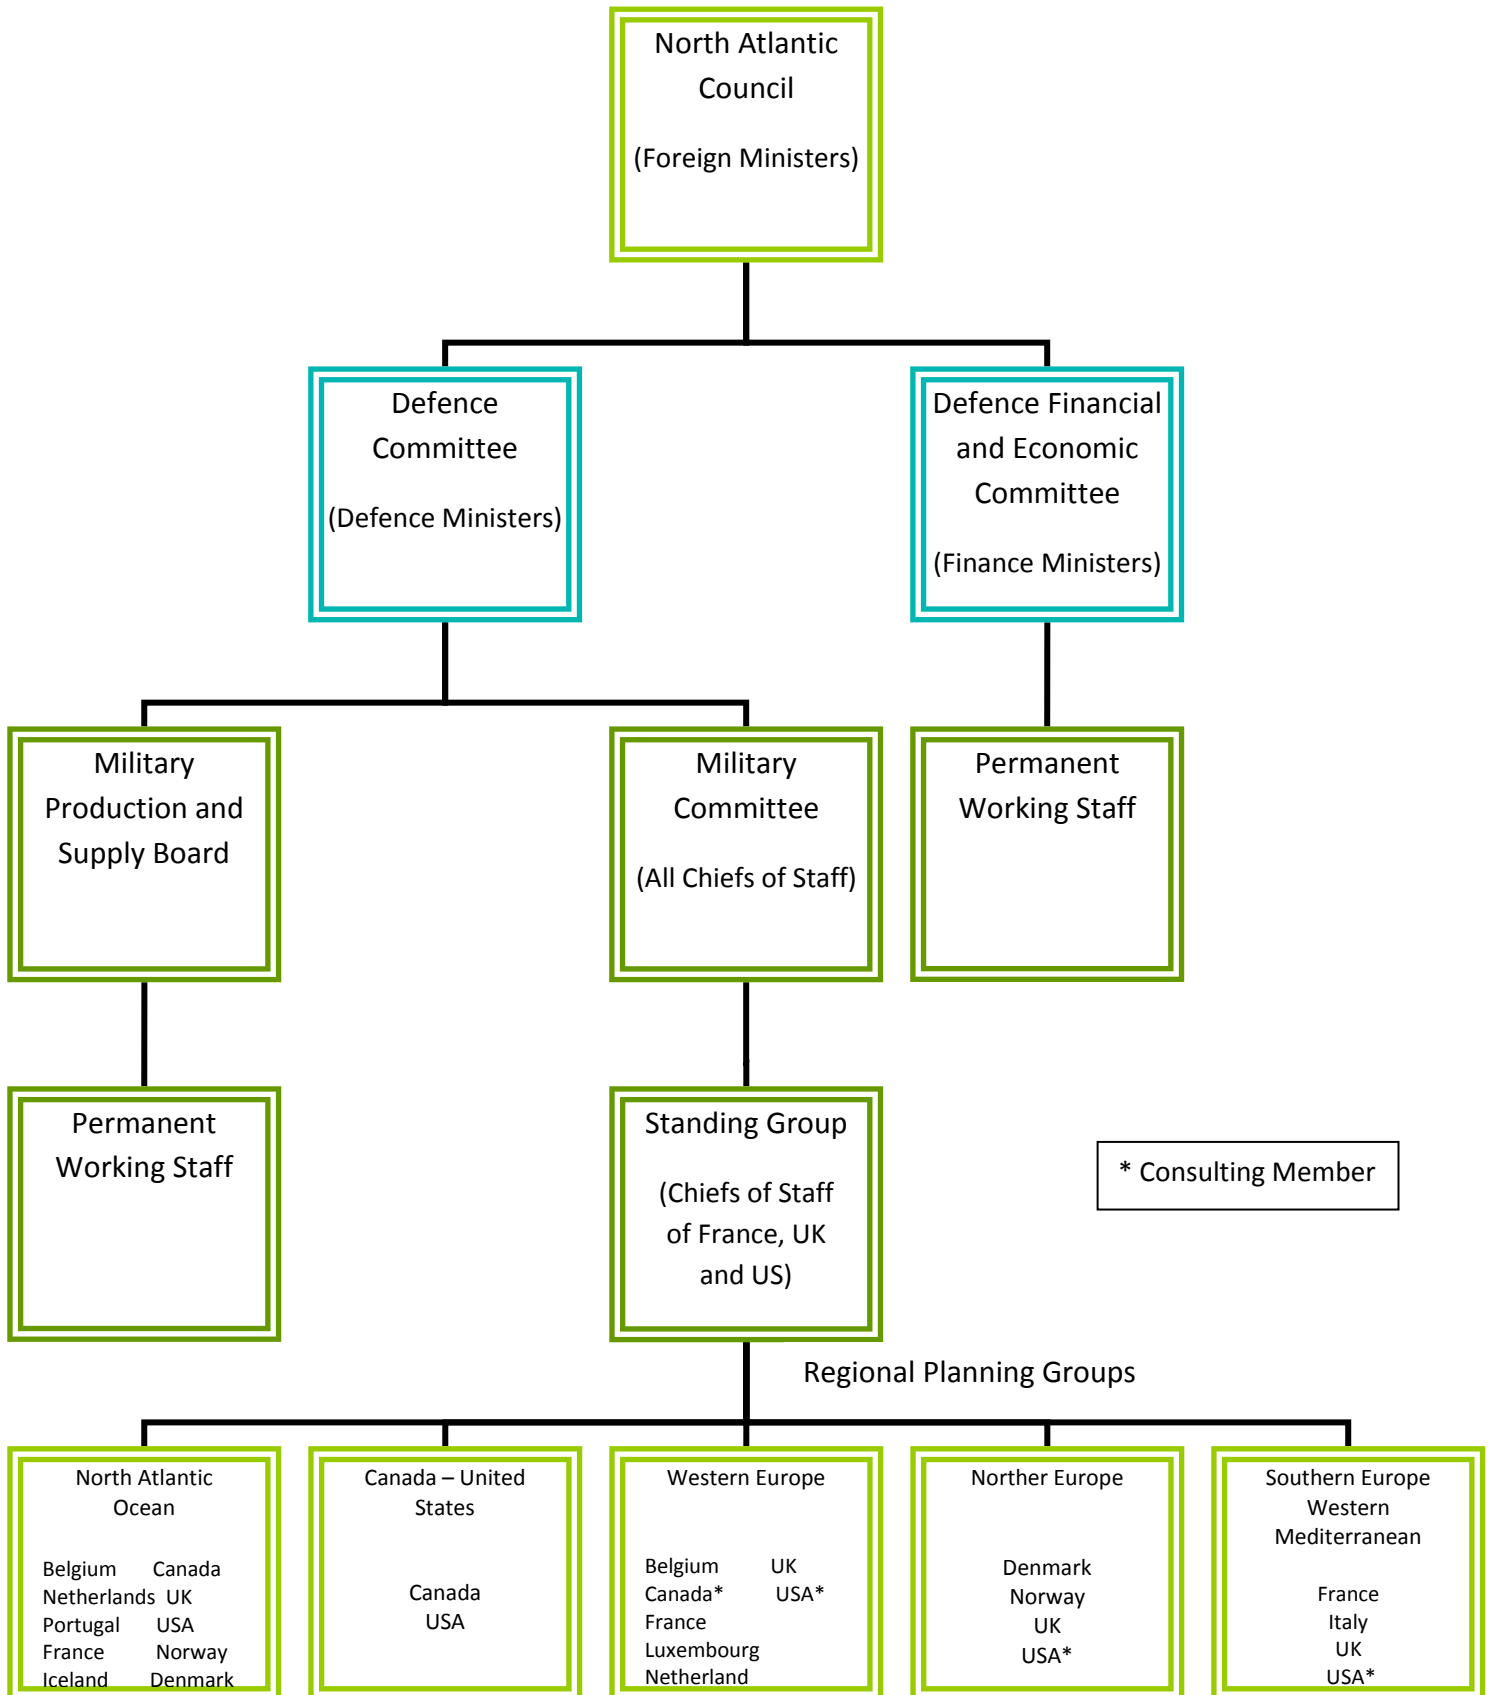 North Atlantic
Council
(Foreign Ministers)
Defence
Committee
(Defence Ministers)
Defence Financial
and Economic
Committee
(Finance Ministers)
Military
Production and
Supply Board
Military
Committee
(All Chiefs of Staff)
Permanent
Working Staff
Permanent
Working Staff
Standing Group
(Chiefs of Staff
of France, UK
and US)
* Consulting Member
Regional Planning Groups
North Atlantic
Ocean
Belgium Canada
Netherlands UK
Portugal USA
France Norway
Iceland Denmark
Canada – United
States
Canada
USA
Western Europe
Belgium UK
Canada* USA*
France
Luxembourg
Netherland
Norther Europe
Denmark
Norway
UK
USA*
Southern Europe
Western
Mediterranean
France
Italy
UK
USA*